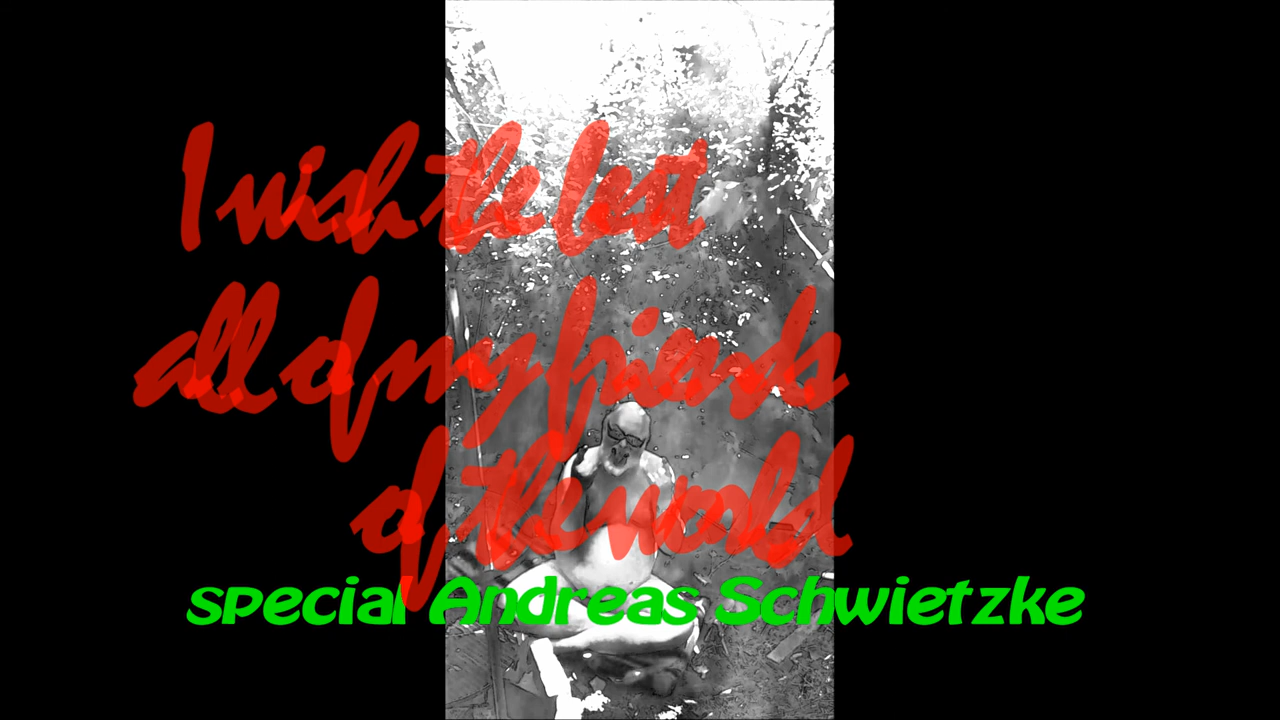 I wish the best
all of my friends
of the world
special Andreas Schwietzke